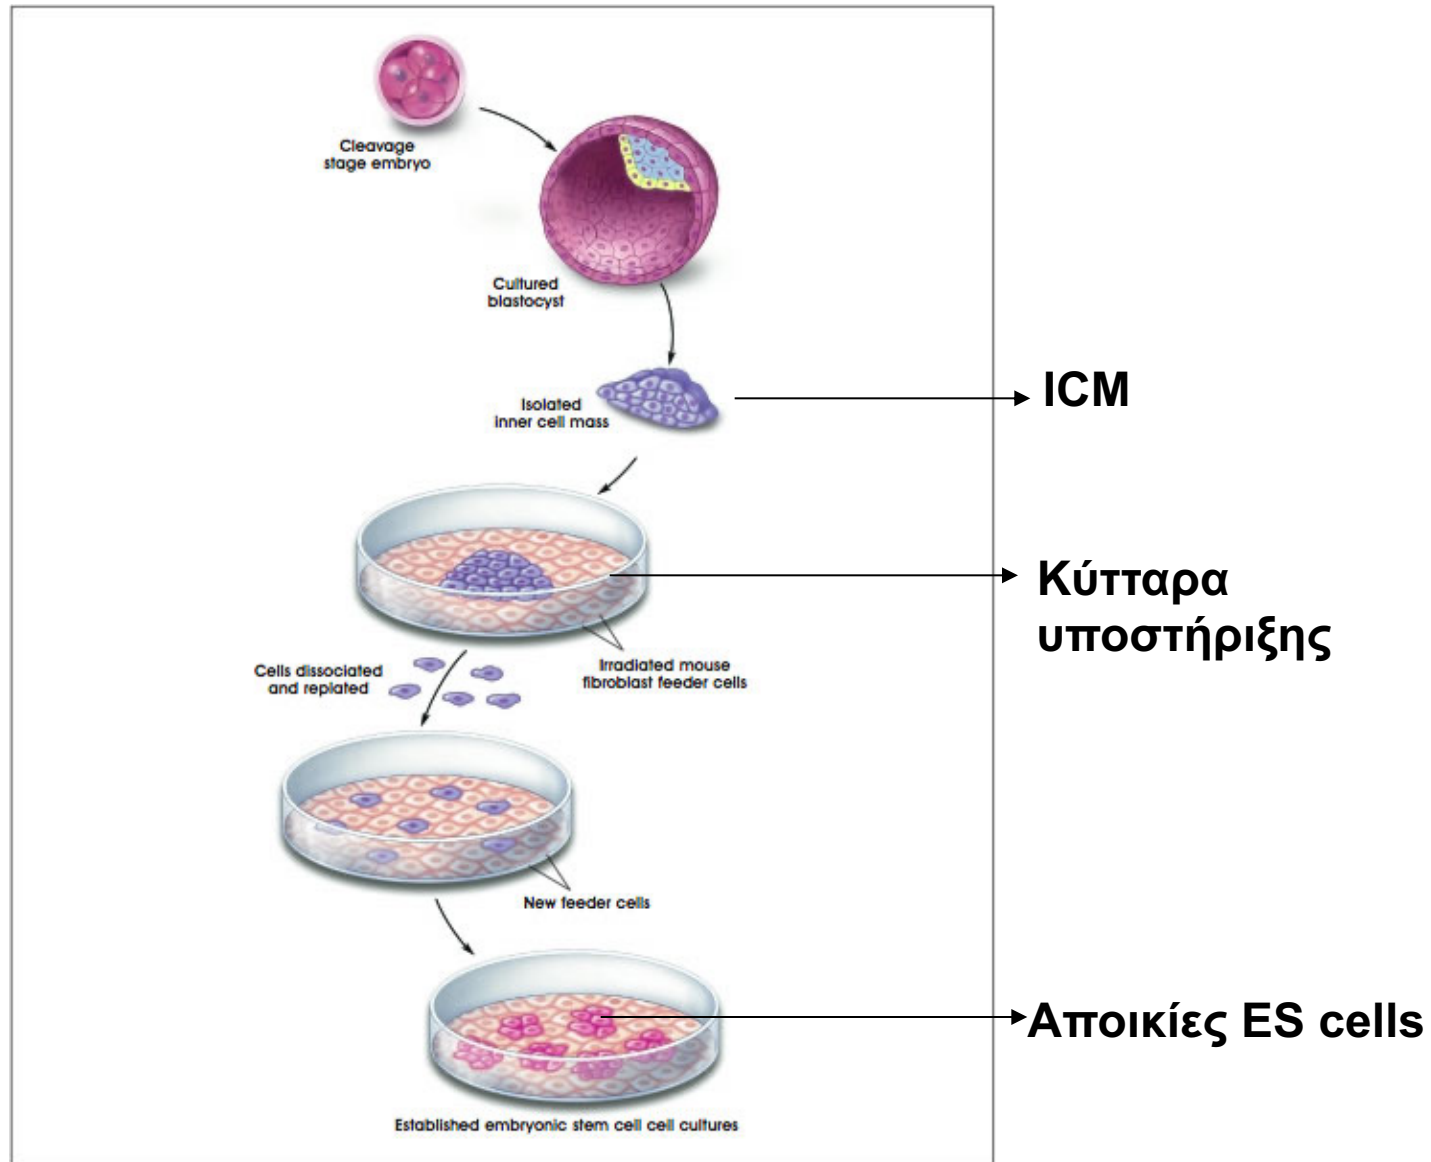 Cleavage
stage embryo
Cultured
blastocyst
Isolated
inner cell mass
ICM
Κύτταρα
υποστήριξης
Cells dissociated
and replated
Irradiated mouse
fibroblast feeder cells
New feeder cells
Αποικίες ES cells
Established embryonic stem cell cell cultures